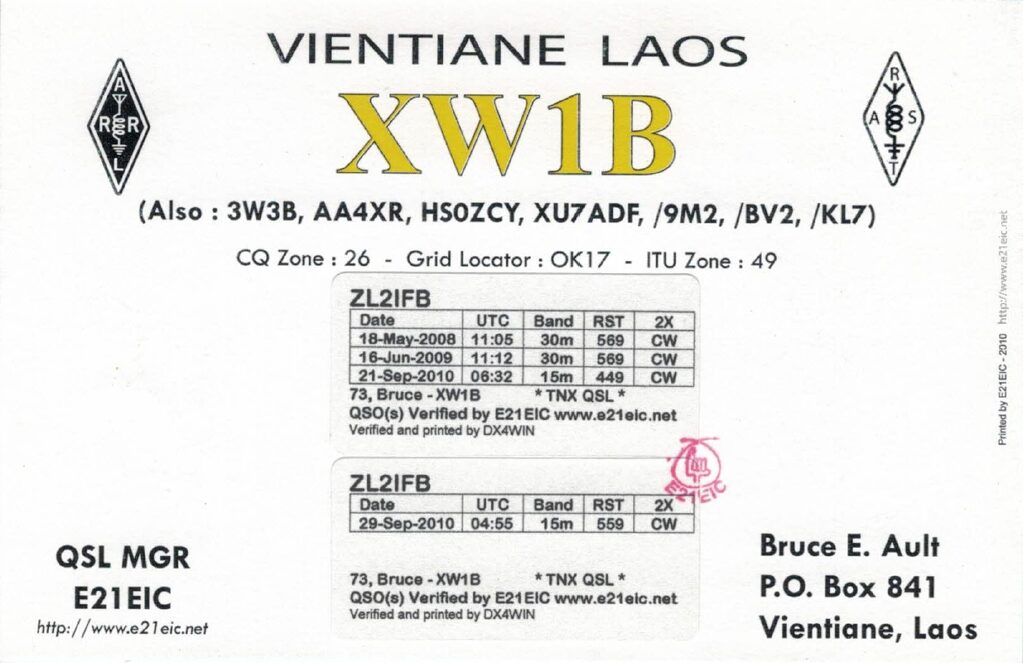 VIENTIANE LAOS
A
R R
L
XW1B
R
A S
T
(Also : 3W3B, AA4XR, HS0ZCY, XU7ADF, /9M2, /BV2, /KL7)
CQ Zone : 26 - Grid Locator : OK17 - ITU Zone : 49
ZL2IFB
Date UTC Band RST 2X
18-May-2008 11:05 30m 569 CW
16-Jun-2009 11:12 30m 569 CW
21-Sep-2010 06:32 15m 449 CW
73, Bruce - XW1B * TNX QSL *
QSO(s) Verified by E21EIC www.e21eic.net
Verified and printed by DX4WIN
E21EIC
ZL2IFB
Date UTC Band RST 2X
29-Sep-2010 04:55 15m 559 CW
73, Bruce - XW1B * TNX QSL *
QSO(s) Verified by E21EIC www.e21eic.net
Verified and printed by DX4WIN
QSL MGR
E21EIC
http://www.e21eic.net
Bruce E. Ault
P.O. Box 841
Vientiane, Laos
Printed by E21EIC - 2010 http://www.e21eic.net